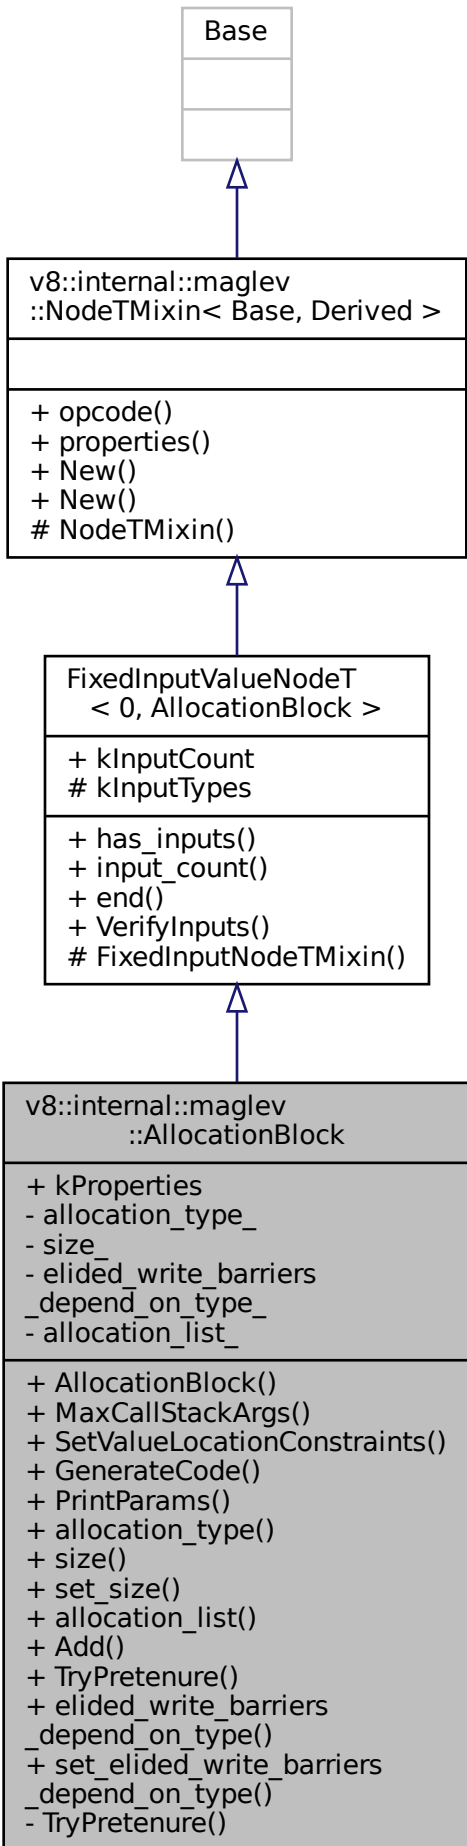 Base
v8::internal::maglev
::NodeTMixin< Base, Derived >
+ opcode()
+ properties()
+ New()
+ New()
# NodeTMixin()
FixedInputValueNodeT
< 0, AllocationBlock >
+ kInputCount
# kInputTypes
+ has_inputs()
+ input_count()
+ end()
+ VerifyInputs()
# FixedInputNodeTMixin()
v8::internal::maglev
::AllocationBlock
+ kProperties
- allocation_type_
- size_
- elided_write_barriers
_depend_on_type_
- allocation_list_
+ AllocationBlock()
+ MaxCallStackArgs()
+ SetValueLocationConstraints()
+ GenerateCode()
+ PrintParams()
+ allocation_type()
+ size()
+ set_size()
+ allocation_list()
+ Add()
+ TryPretenure()
+ elided_write_barriers
_depend_on_type()
+ set_elided_write_barriers
_depend_on_type()
- TryPretenure()